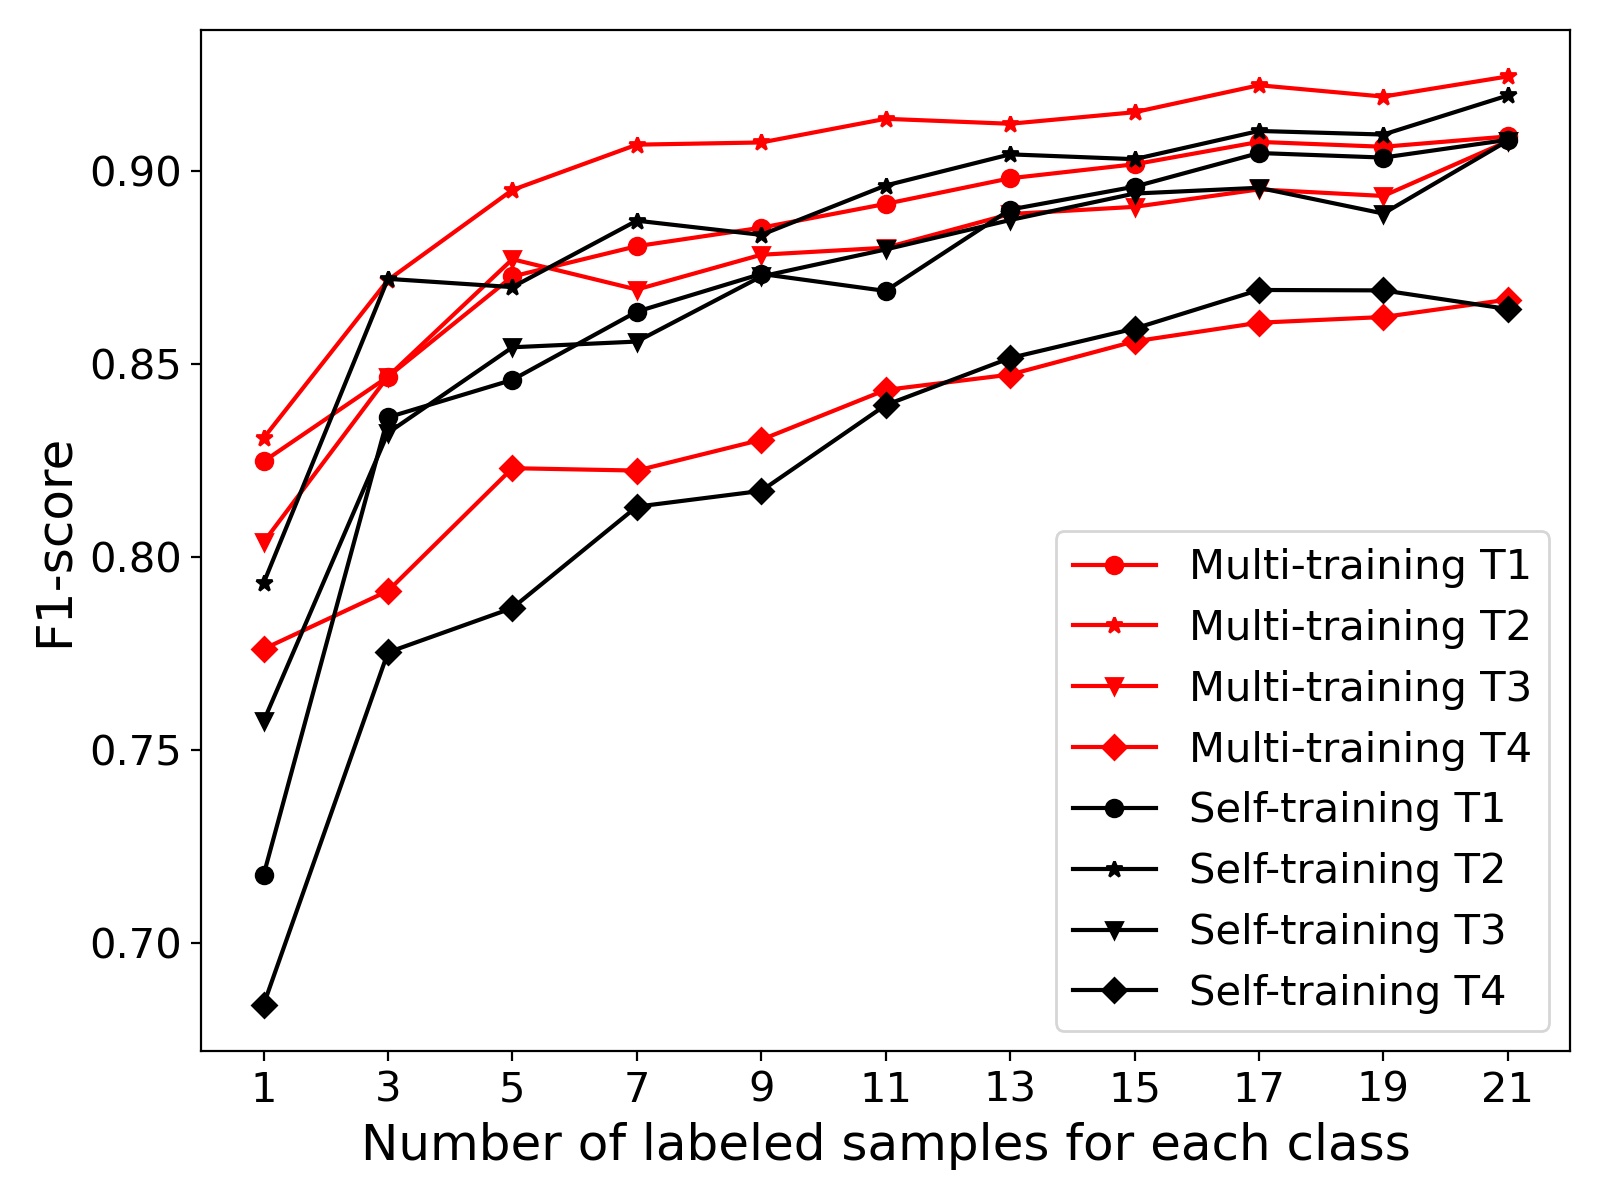 F1-score
0.90
0.85
0.80
0.75
0.70
Multi-training T1
Multi-training T2
Multi-training T3
Multi-training T4
Self-training T1
Self-training T2
Self-training T3
Self-training T4
1 3 5 7 9 11 13 15 17 19 21
Number of labeled samples for each class